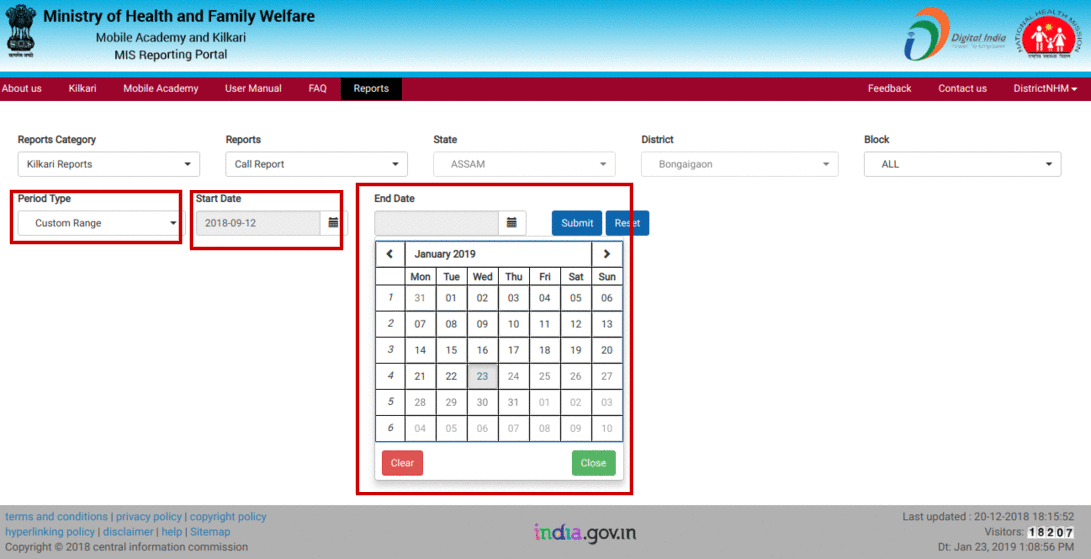 Ministry of Health and Family Welfare
Mobile Academy and Kilkari
MIS Reporting Portal
Digital India
Power To Empower
NATIONAL HEALTH MISSION
About us Kilkari Mobile Academy User Manual FAQ Reports Feedback Contact us DistrictNHM
Reports Category Reports State District Block
Kilkari Reports Call Report ASSAM Bongaigaon ALL
Period Type Start Date End Date
Custom Range 2018-09-12 Submit Reset
January 2019
Mon Tue Wed Thu Fri Sat Sun
1 31 01 02 03 04 05 06
2 07 08 09 10 11 12 13
3 14 15 16 17 18 19 20
4 21 22 23 24 25 26 27
5 28 29 30 31 01 02 03
6 04 05 06 07 08 09 10
Clear Close
terms and conditions | privacy policy | copyright policy
hyperlinking policy | disclaimer | help | Sitemap
Copyright © 2018 central information commission
india.gov.in
Last updated : 20-12-2018 18:15:52
Visitors: 18207
Dt: Jan 23, 2019 1:08:56 PM